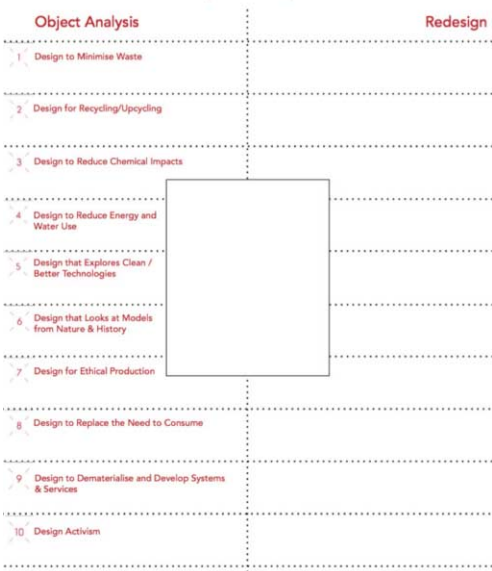 Object Analysis
Redesign
1 Design to Minimise Waste
2 Design for Recycling/Upcycling
3 Design to Reduce Chemical Impacts
4 Design to Reduce Energy and
Water Use
5 Design that Explores Clean /
Better Technologies
6 Design that Looks at Models
from Nature & History
7 Design for Ethical Production
8 Design to Replace the Need to Consume
9 Design to Dematerialise and Develop Systems
& Services
10 Design Activism